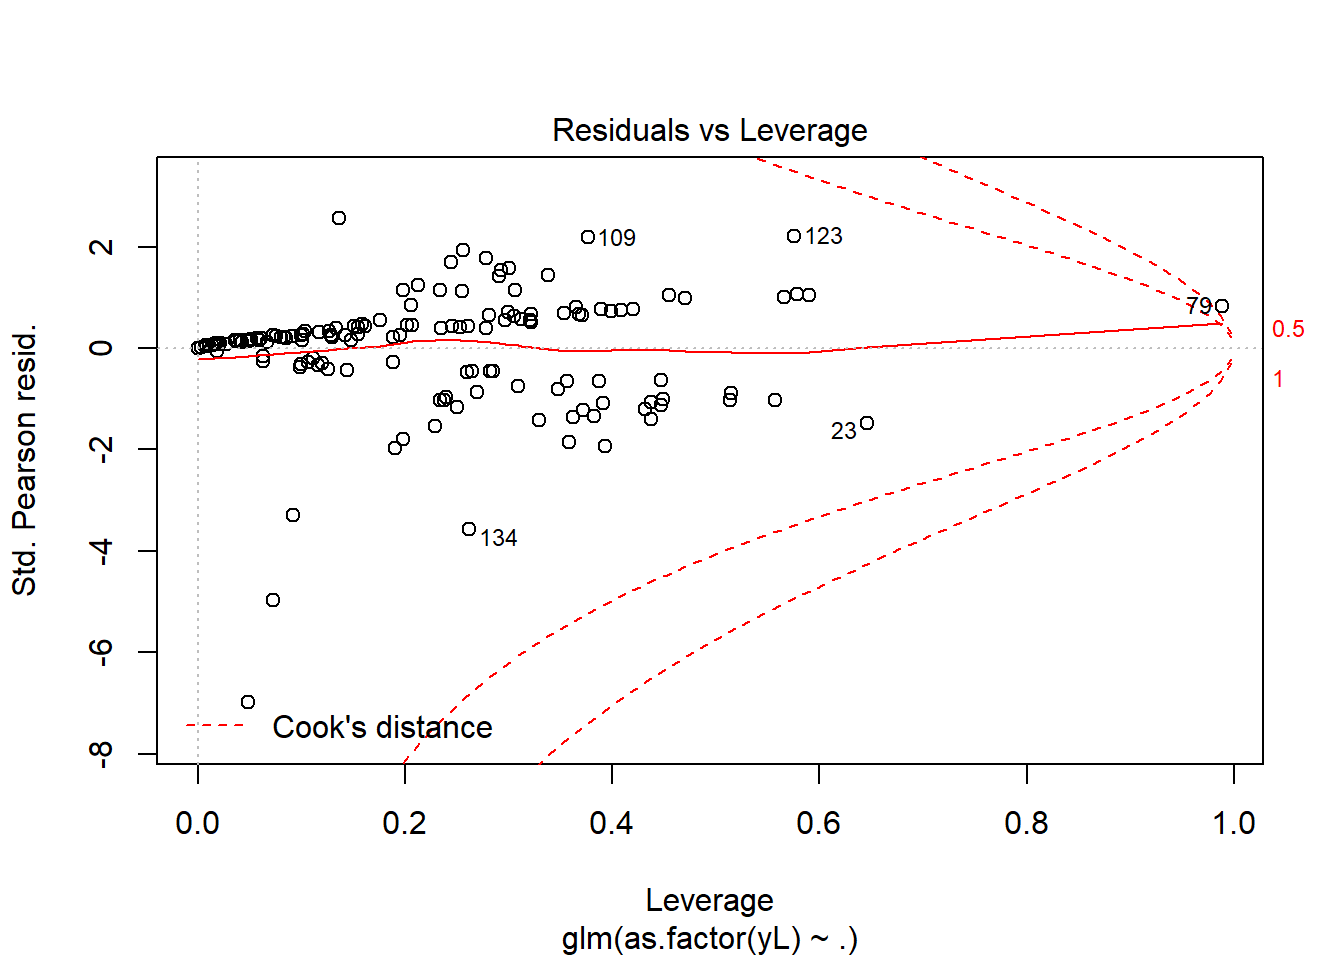 Residuals vs Leverage
Std. Pearson resid.
2
0
-2
-4
-6
-8
109
123
79
23
134
0.5
1
Cook's distance
0.0 0.2 0.4 0.6 0.8 1.0
Leverage
glm(as.factor(yL) ~ .)